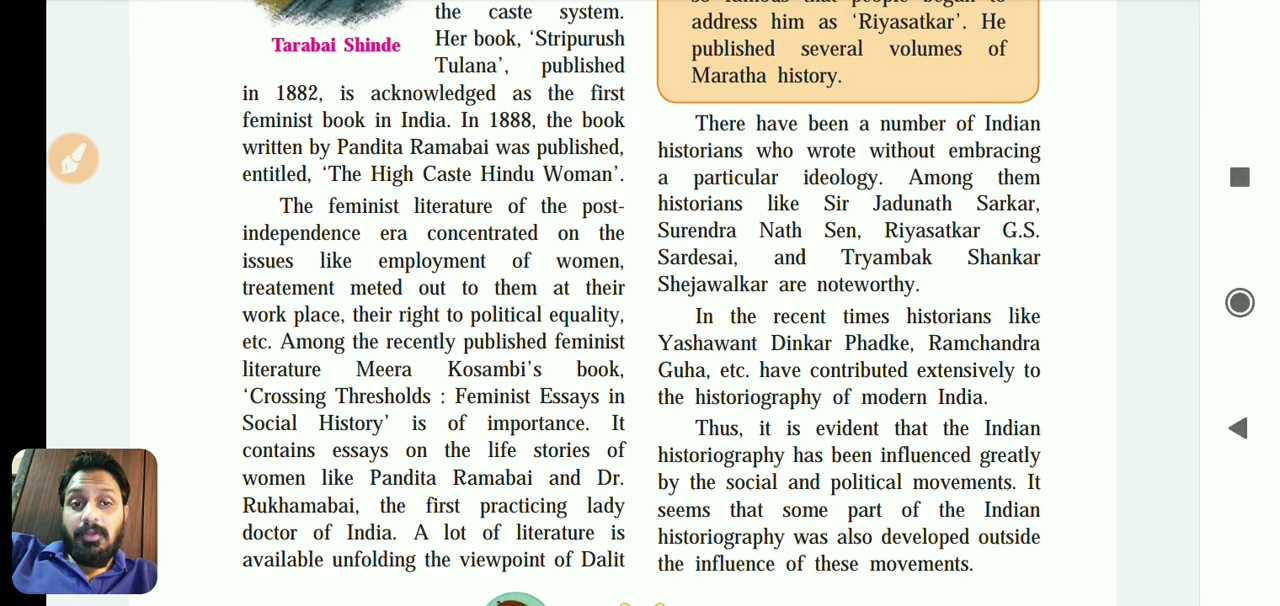 the caste system.
Tarabai Shinde
Her book, ‘Stripurush
Tulana’, published
in 1882, is acknowledged as the first
feminist book in India. In 1888, the book
written by Pandita Ramabai was published,
entitled, ‘The High Caste Hindu Woman’.
The feminist literature of the post-
independence era concentrated on the
issues like employment of women,
treatement meted out to them at their
work place, their right to political equality,
etc. Among the recently published feminist
literature Meera Kosambi’s book,
‘Crossing Thresholds : Feminist Essays in
Social History’ is of importance. It
contains essays on the life stories of
women like Pandita Ramabai and Dr.
Rukhamabai, the first practicing lady
doctor of India. A lot of literature is
available unfolding the viewpoint of Dalit
so famous that people began to
address him as ‘Riyasatkar’. He
published several volumes of
Maratha history.
There have been a number of Indian
historians who wrote without embracing
a particular ideology. Among them
historians like Sir Jadunath Sarkar,
Surendra Nath Sen, Riyasatkar G.S.
Sardesai, and Tryambak Shankar
Shejawalkar are noteworthy.
In the recent times historians like
Yashawant Dinkar Phadke, Ramchandra
Guha, etc. have contributed extensively to
the historiography of modern India.
Thus, it is evident that the Indian
historiography has been influenced greatly
by the social and political movements. It
seems that some part of the Indian
historiography was also developed outside
the influence of these movements.